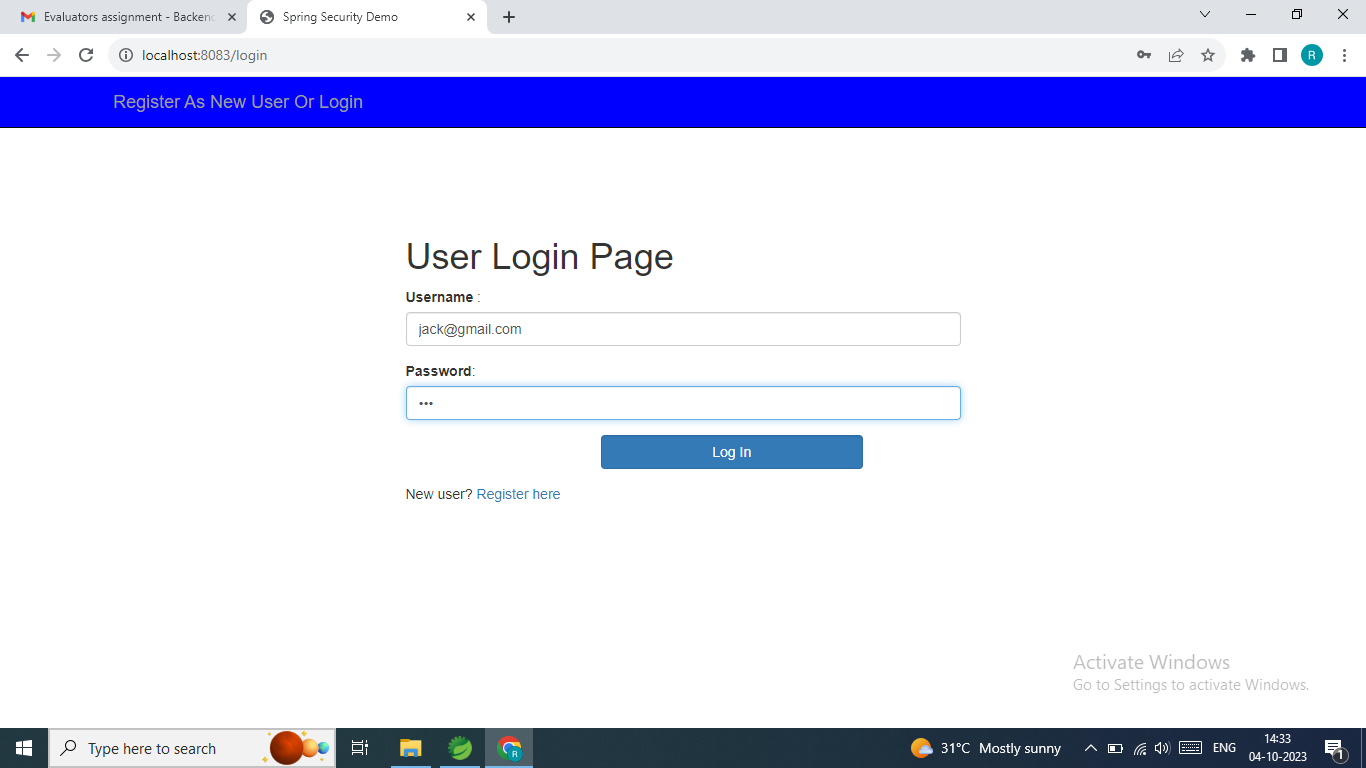 Evaluators assignment - Backend
Spring Security Demo
localhost:8083/login
R
Register As New User Or Login
User Login Page
Username :
jack@gmail.com
Password:
Log In
New user? Register here
Activate Windows
Go to Settings to activate Windows.
Type here to search
R
31°C Mostly sunny
ENG
14:33
04-10-2023
1